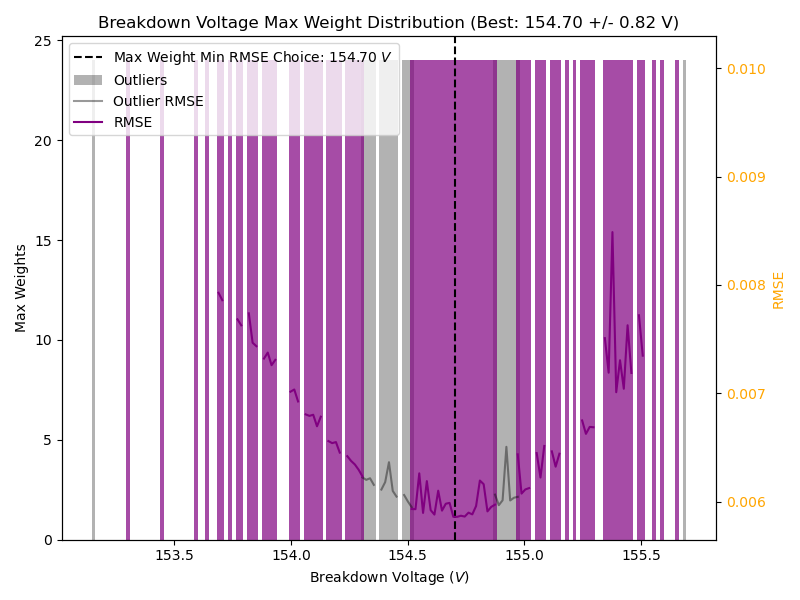 Breakdown Voltage Max Weight Distribution (Best: 154.70 +/- 0.82 V)
Max Weight Min RMSE Choice: 154.70 V
Outliers
Outlier RMSE
RMSE
25
20
15
10
5
0
Max Weights
0.010
0.009
0.008
0.007
0.006
RMSE
153.5 154.0 154.5 155.0 155.5
Breakdown Voltage (V)